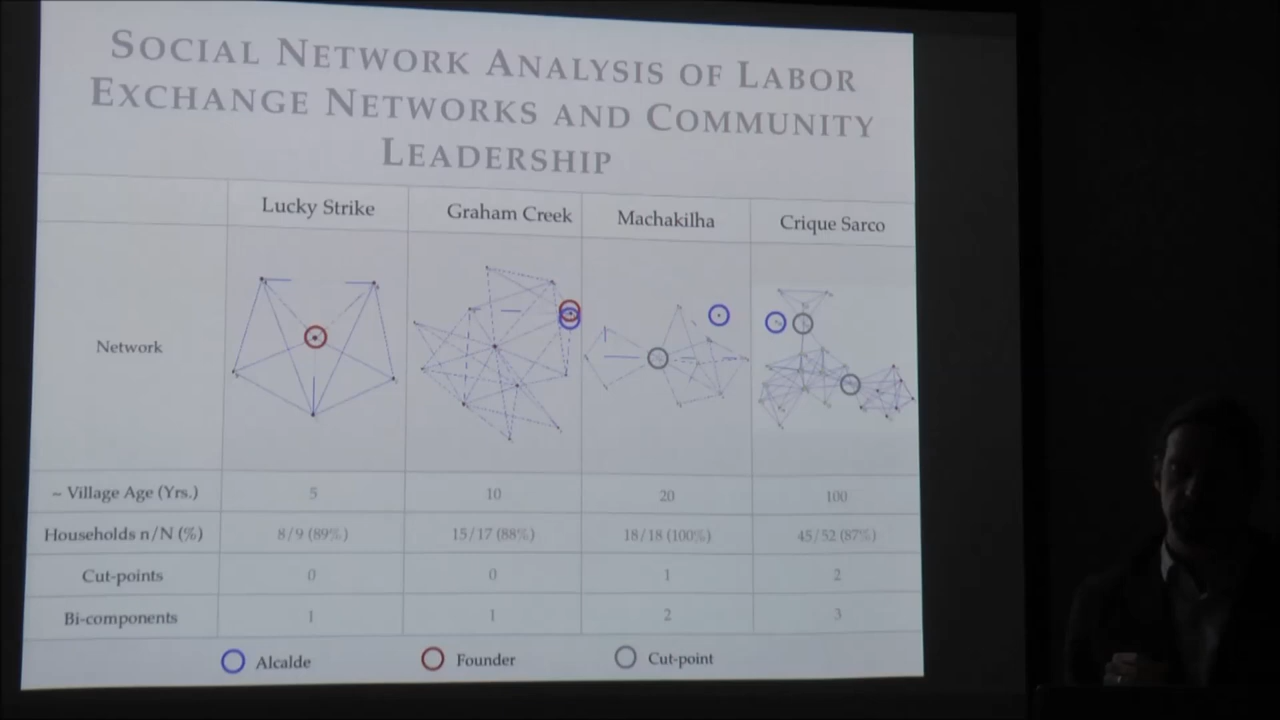 SOCIAL NETWORK ANALYSIS OF LABOR
EXCHANGE NETWORKS AND COMMUNITY
LEADERSHIP
Lucky Strike Graham Creek Machakilha Crique Sarco
Network
~ Village Age (Yrs.) 5 10 20 100
Households n/N (%) 8/9 (89%) 15/17 (88%) 18/18 (100%) 45/52 (87%)
Cut-points 0 0 1 2
Bi-components 1 1 2 3
Alcalde Founder Cut-point